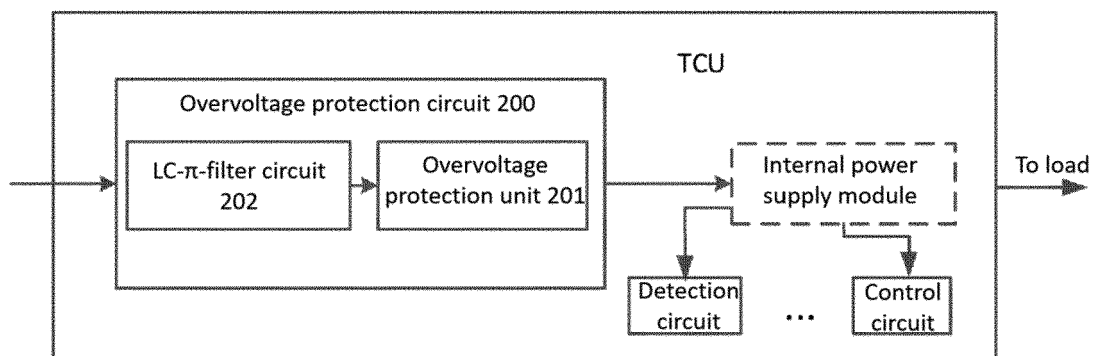 TCU
Overvoltage protection circuit 200
LC-π-filter circuit
202
Overvoltage
protection unit 201
Internal power
supply module
To load
Detection
circuit
...
Control
circuit